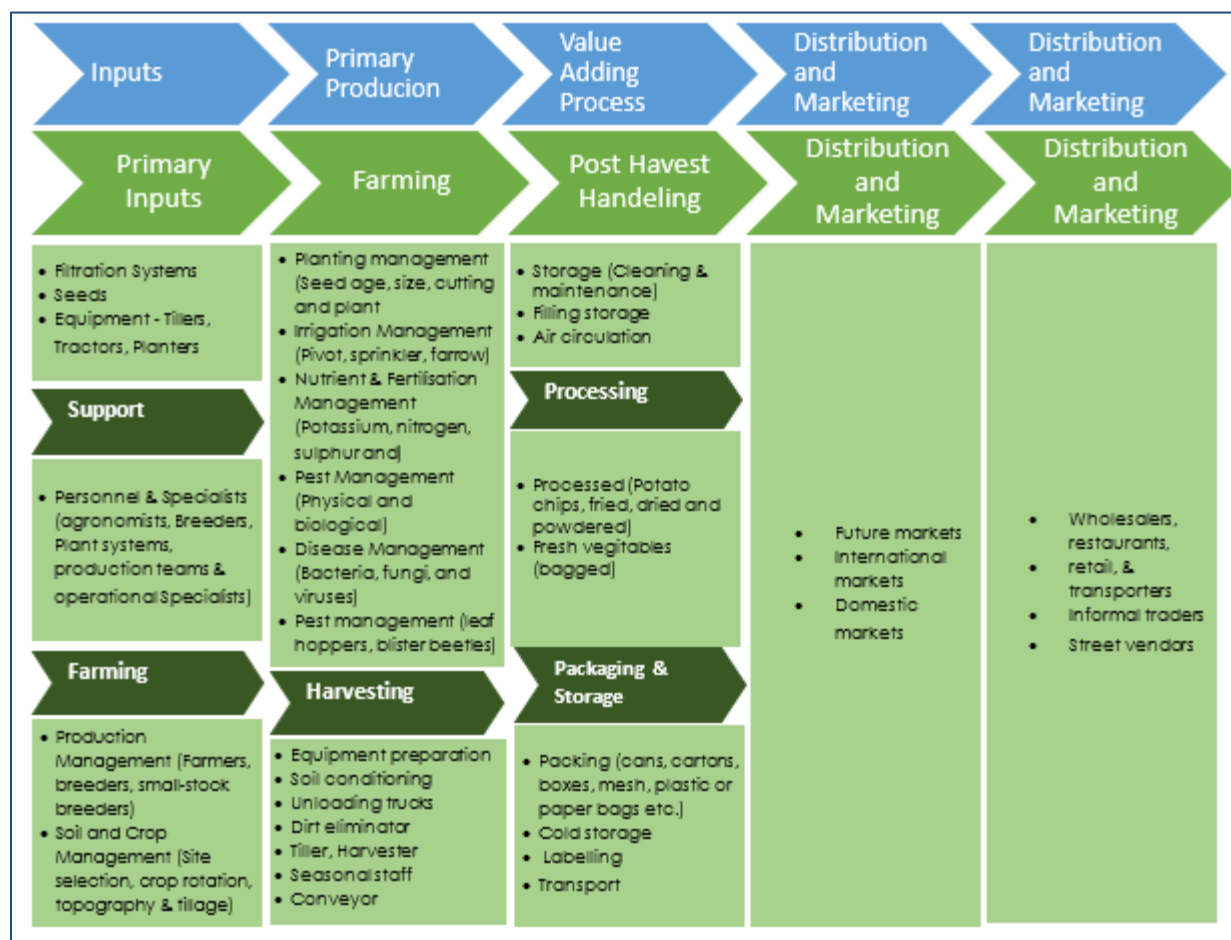 Inputs
Primary
Producion
Value
Adding
Process
Distribution
and
Marketing
Distribution
and
Marketing
Primary
Inputs
Farming
Post Havest
Handeling
Distribution
and
Marketing
Distribution
and
Marketing
• Filtration Systems
• Seeds
• Equipment - Tillers,
Tractors, Planters
Support
• Personnel & Specialists
(agronomists, Breeders,
Plant systems,
production teams &
operational Specialists)
Farming
• Production
Management (Farmers,
breeders, small-stock
breeders)
• Soil and Crop
Management (Site
selection, crop rotation,
topography & tillage)
• Planting management
(Seed age, size, cutting
and plant
• Irrigation Management
(Pivot, sprinkler, farrow)
• Nutrient & Fertilisation
Management
(Potassium, nitrogen,
sulphur and)
• Pest Management
(Physical and
biological)
• Disease Management
(Bacteria, fungi, and
viruses)
• Pest management (leaf
hoppers, blister beetles)
Harvesting
• Equipment preparation
• Soil conditioning
• Unloading trucks
• Dirt eliminator
• Tiller, Harvester
• Seasonal staff
• Conveyor
• Storage (Cleaning &
maintenance)
• Filling storage
• Air circulation
Processing
• Processed (Potato
chips, fried, dried and
powdered)
• Fresh vegitables
(bagged)
Packaging &
Storage
• Packing (cans, cartons,
boxes, mesh, plastic or
paper bags etc.)
• Cold storage
• Labelling
• Transport
• Future markets
• International
markets
• Domestic
markets
• Wholesalers,
restaurants,
• retail, &
transporters
• Informal traders
• Street vendors